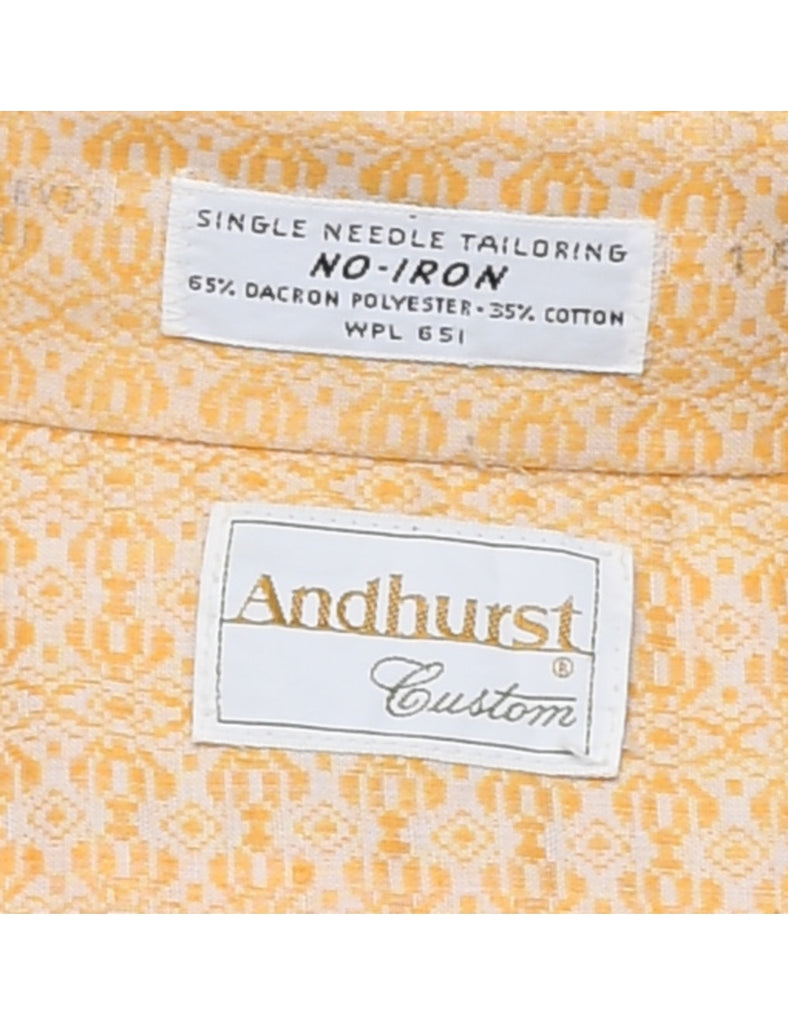 SINGLE NEEDLE TAILORING
NO-IRON
65% DACRON POLYESTER - 35% COTTON
WPL 651
Andhurst
®
Custom